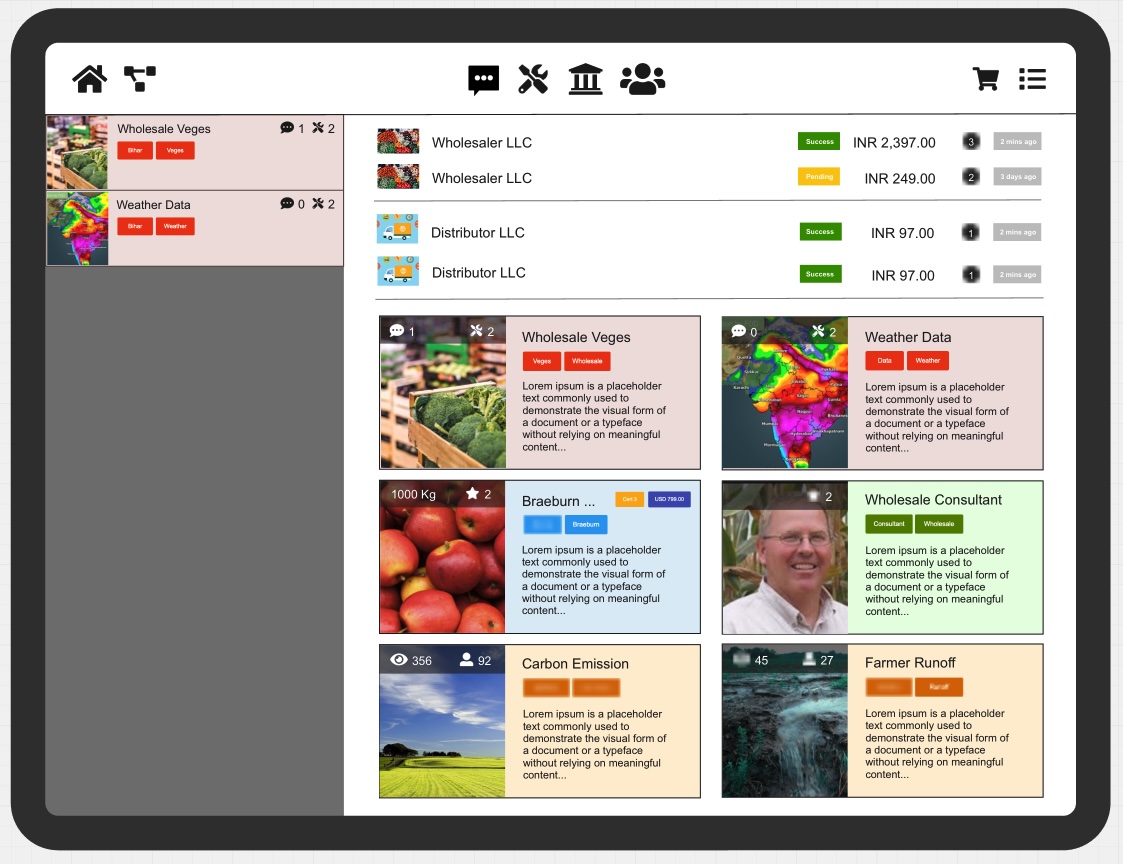 Wholesale Veges 1 2
Bihar Veges
Weather Data 0 2
Bihar Weather
Wholesaler LLC Success INR 2,397.00 3 2 mins ago
Wholesaler LLC Pending INR 249.00 2 3 days ago
Distributor LLC Success INR 97.00 1 2 mins ago
Distributor LLC Success INR 97.00 1 2 mins ago
1 2
Wholesale Veges
Veges Wholesale
Lorem ipsum is a placeholder
text commonly used to
demonstrate the visual form of
a document or a typeface
without relying on meaningful
content...
0 2
Weather Data
Data Weather
Lorem ipsum is a placeholder
text commonly used to
demonstrate the visual form of
a document or a typeface
without relying on meaningful
content...
1000 Kg 2
Braeburn ... Cart 3 USD 799.00
Braeburn
Lorem ipsum is a placeholder
text commonly used to
demonstrate the visual form of
a document or a typeface
without relying on meaningful
content...
2
Wholesale Consultant
Consultant Wholesale
Lorem ipsum is a placeholder
text commonly used to
demonstrate the visual form of
a document or a typeface
without relying on meaningful
content...
356 92
Carbon Emission
Lorem ipsum is a placeholder
text commonly used to
demonstrate the visual form of
a document or a typeface
without relying on meaningful
content...
45 27
Farmer Runoff
Runoff
Lorem ipsum is a placeholder
text commonly used to
demonstrate the visual form of
a document or a typeface
without relying on meaningful
content...